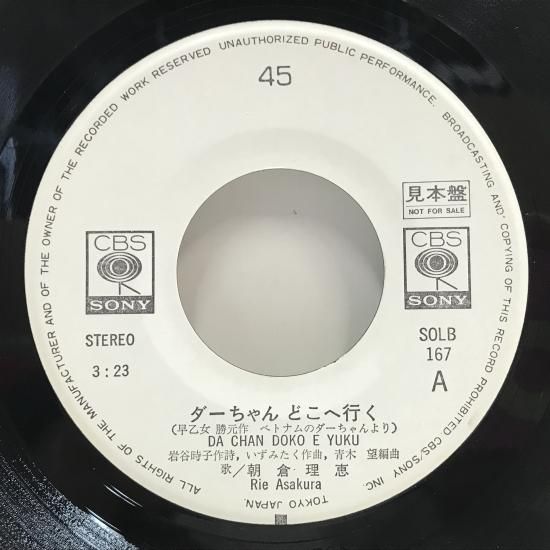 ALL RIGHTS OF THE MANUFACTURER AND OF THE OWNER OF THE RECORDED WORK RESERVED UNAUTHORIZED PUBLIC PERFORMANCE. BROADCASTING AND COPYING OF THIS RECORD PROHIBITED CBS/SONY INC. TOKYO JAPAN.
45
見本盤
NOT FOR SALE
CBS
SONY
CBS
SONY
STEREO
3:23
SOLB
167
A
ダーちゃん どこへ行く
(早乙女 勝元作 ベトナムのダーちゃんより)
DA CHAN DOKO E YUKU
岩谷時子作詩,いずみたく作曲,青木 望編曲
歌/朝倉理恵
Rie Asakura